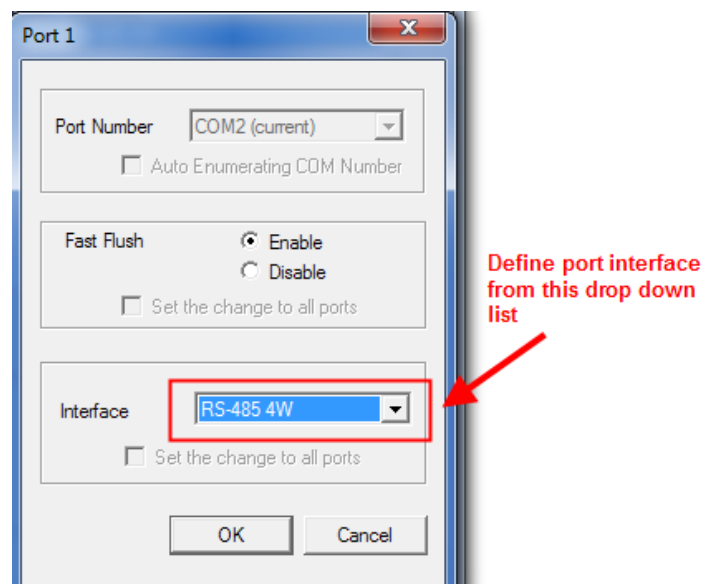 Port 1
Port Number COM2 (current)
Auto Enumerating COM Number
Fast Flush Enable
Disable
Set the change to all ports
Define port interface
from this drop down
list
Interface RS-485 4W
Set the change to all ports
OK Cancel